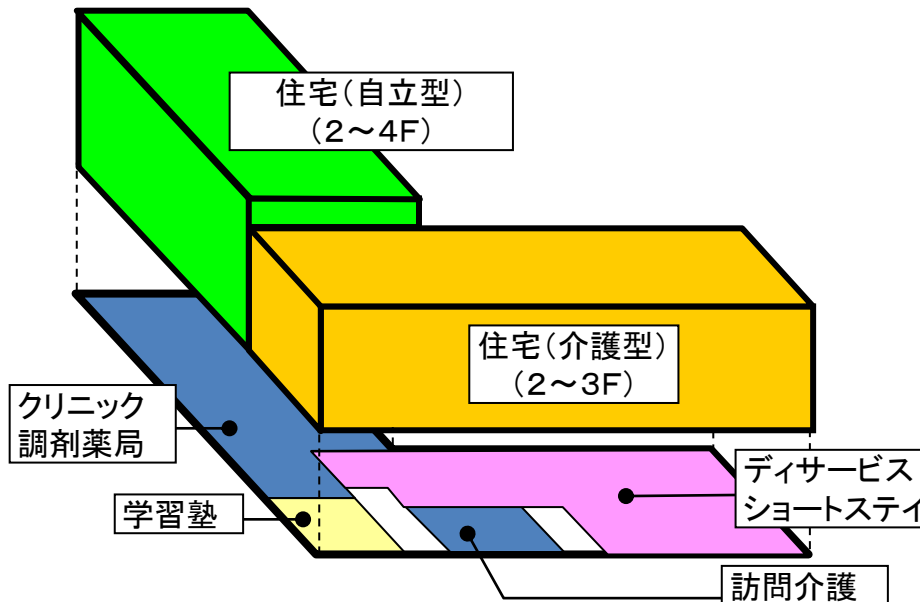 住宅(自立型)
(2~4F)
住宅(介護型)
(2~3F)
クリニック
調剤薬局
ディサービス
ショートステイ
学習塾
訪問介護